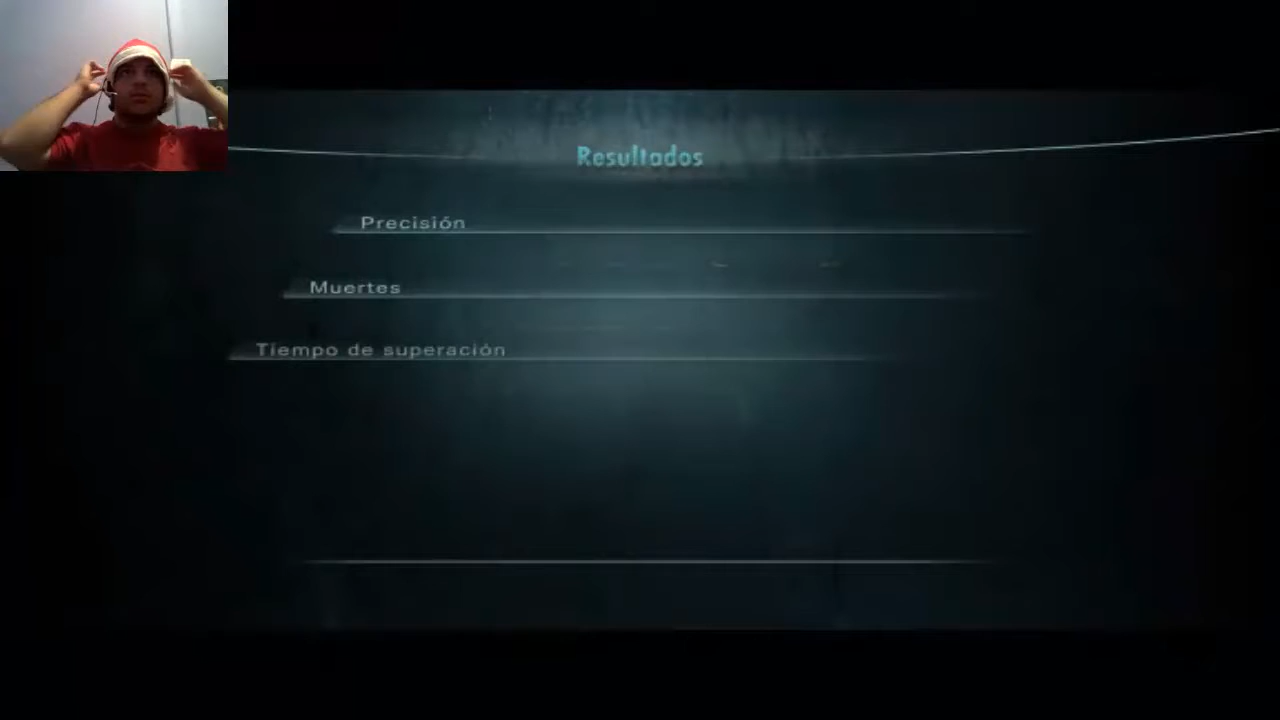 Resultados
Precisión
Muertes
Tiempo de superación